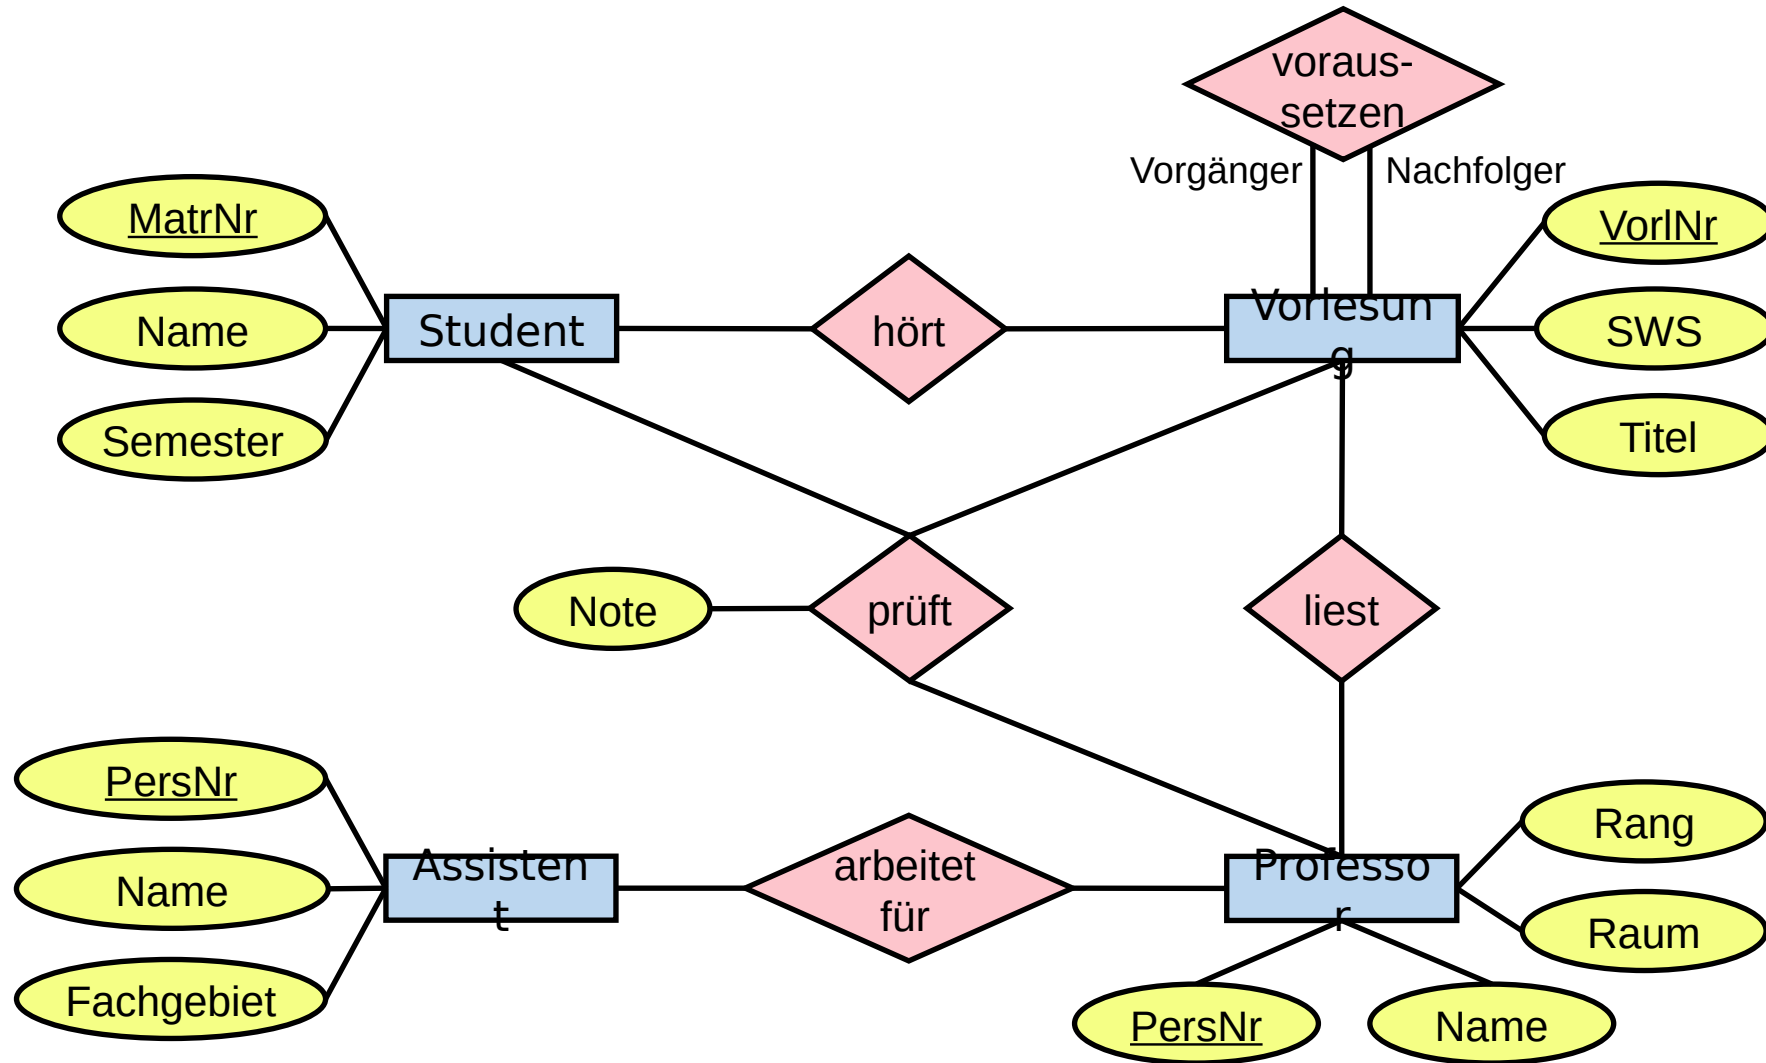 voraus-
setzen
Vorgänger
Nachfolger
MatrNr
VorlNr
Name
Student
hört
Vorlesun
g
SWS
Semester
Titel
Note
prüft
liest
PersNr
Name
Fachgebiet
Assisten
t
arbeitet
für
Professo
r
Rang
Raum
PersNr
Name